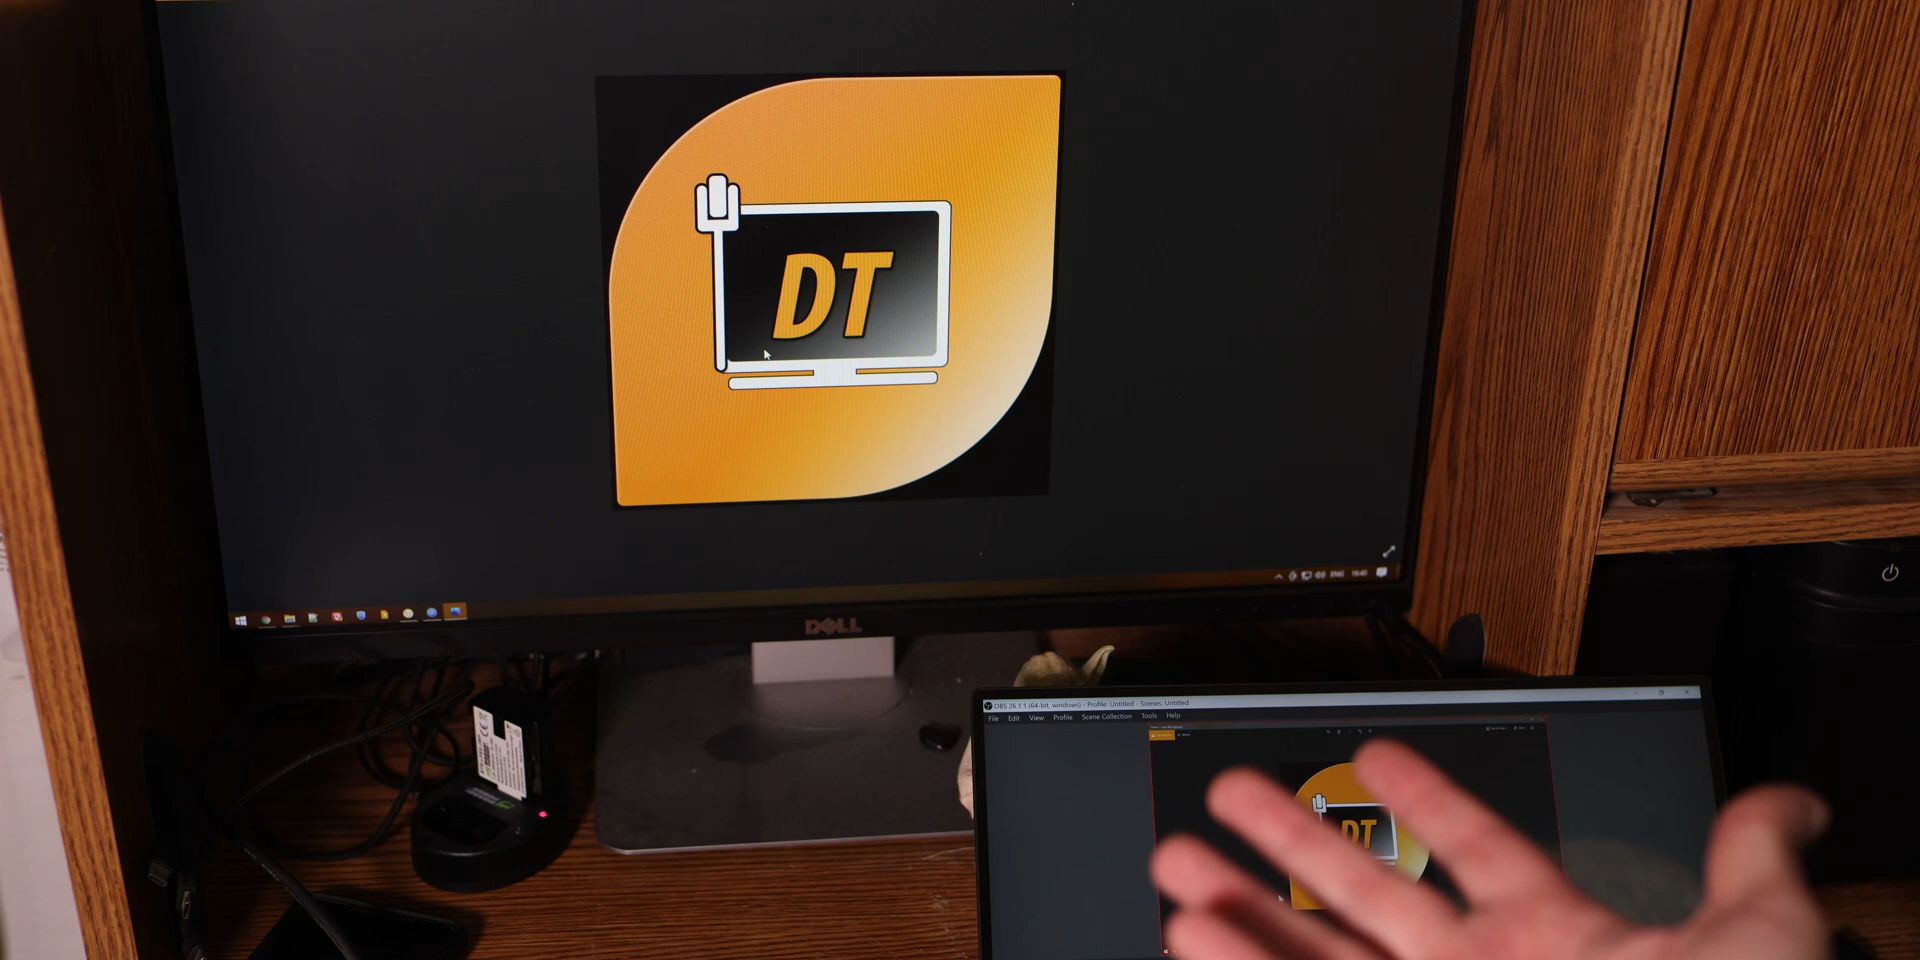 DT
ENG
DELL
OBS 26.1.1 (64-bit, windows) - Profile: Untitled - Scenes: Untitled
File Edit View Profile Scene Collection Tools Help
DT